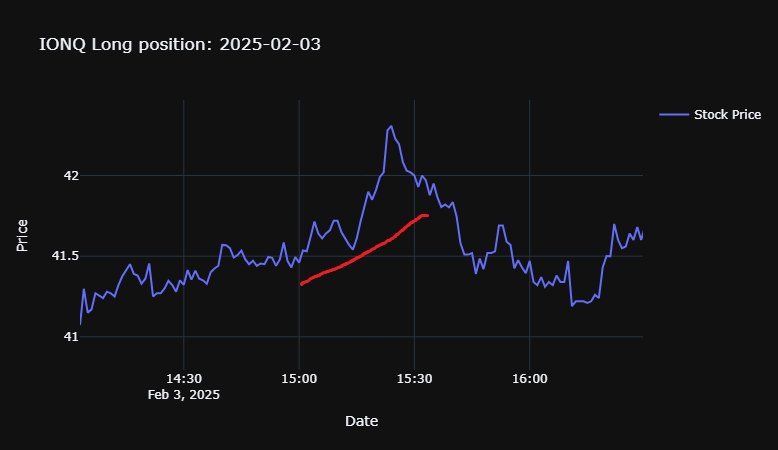 IONQ Long position: 2025-02-03
Stock Price
Price
42
41.5
41
14:30
Feb 3, 2025
15:00
15:30
16:00
Date